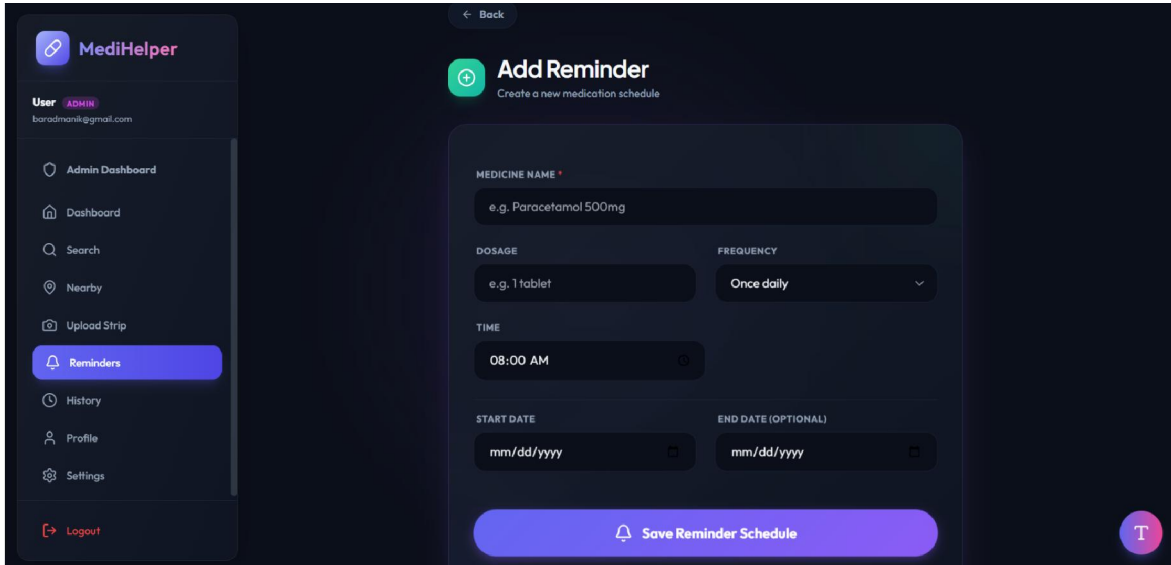 MediHelper
User ADMIN
baradmanik@gmail.com
Admin Dashboard
Dashboard
Search
Nearby
Upload Strip
Reminders
History
Profile
Settings
Logout
Back
Add Reminder
Create a new medication schedule
MEDICINE NAME *
e.g. Paracetamol 500mg
DOSAGE
FREQUENCY
e.g. 1 tablet
Once daily
TIME
08:00 AM
START DATE
END DATE (OPTIONAL)
mm/dd/yyyy
mm/dd/yyyy
Save Reminder Schedule
T